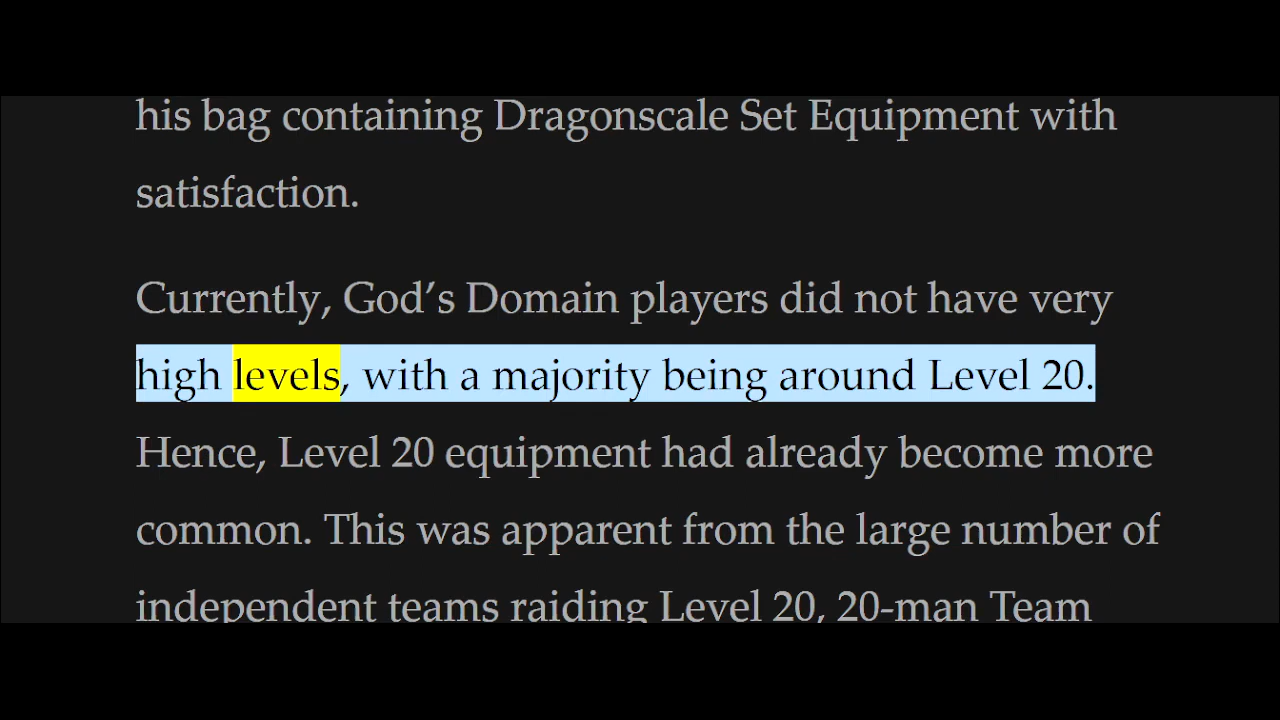 his bag containing Dragonscale Set Equipment with
satisfaction.
Currently, God’s Domain players did not have very
high levels, with a majority being around Level 20.
Hence, Level 20 equipment had already become more
common. This was apparent from the large number of
independent teams raiding Level 20, 20-man Team